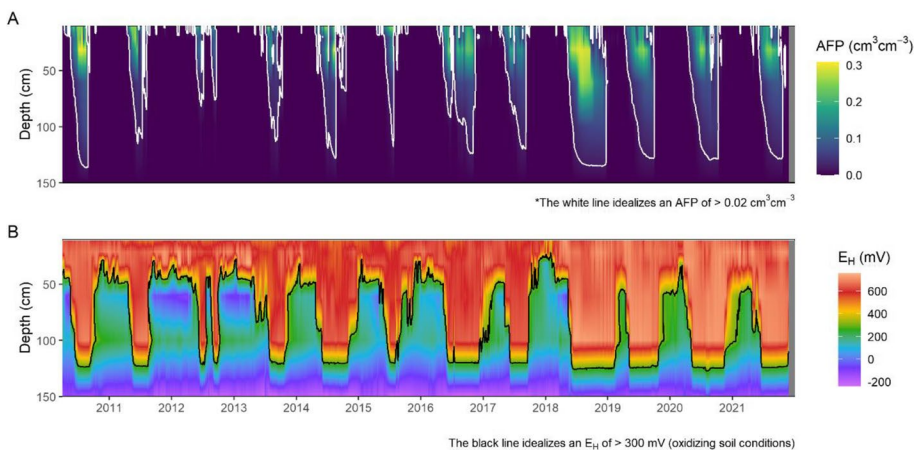 A
Depth (cm)
50
100
150
AFP (cm³cm⁻³)
0.3
0.2
0.1
0.0
*The white line idealizes an AFP of > 0.02 cm³cm⁻³
B
Depth (cm)
50
100
150
2011 2012 2013 2014 2015 2016 2017 2018 2019 2020 2021
E_H (mV)
600
400
200
0
-200
The black line idealizes an E_H of > 300 mV (oxidizing soil conditions)